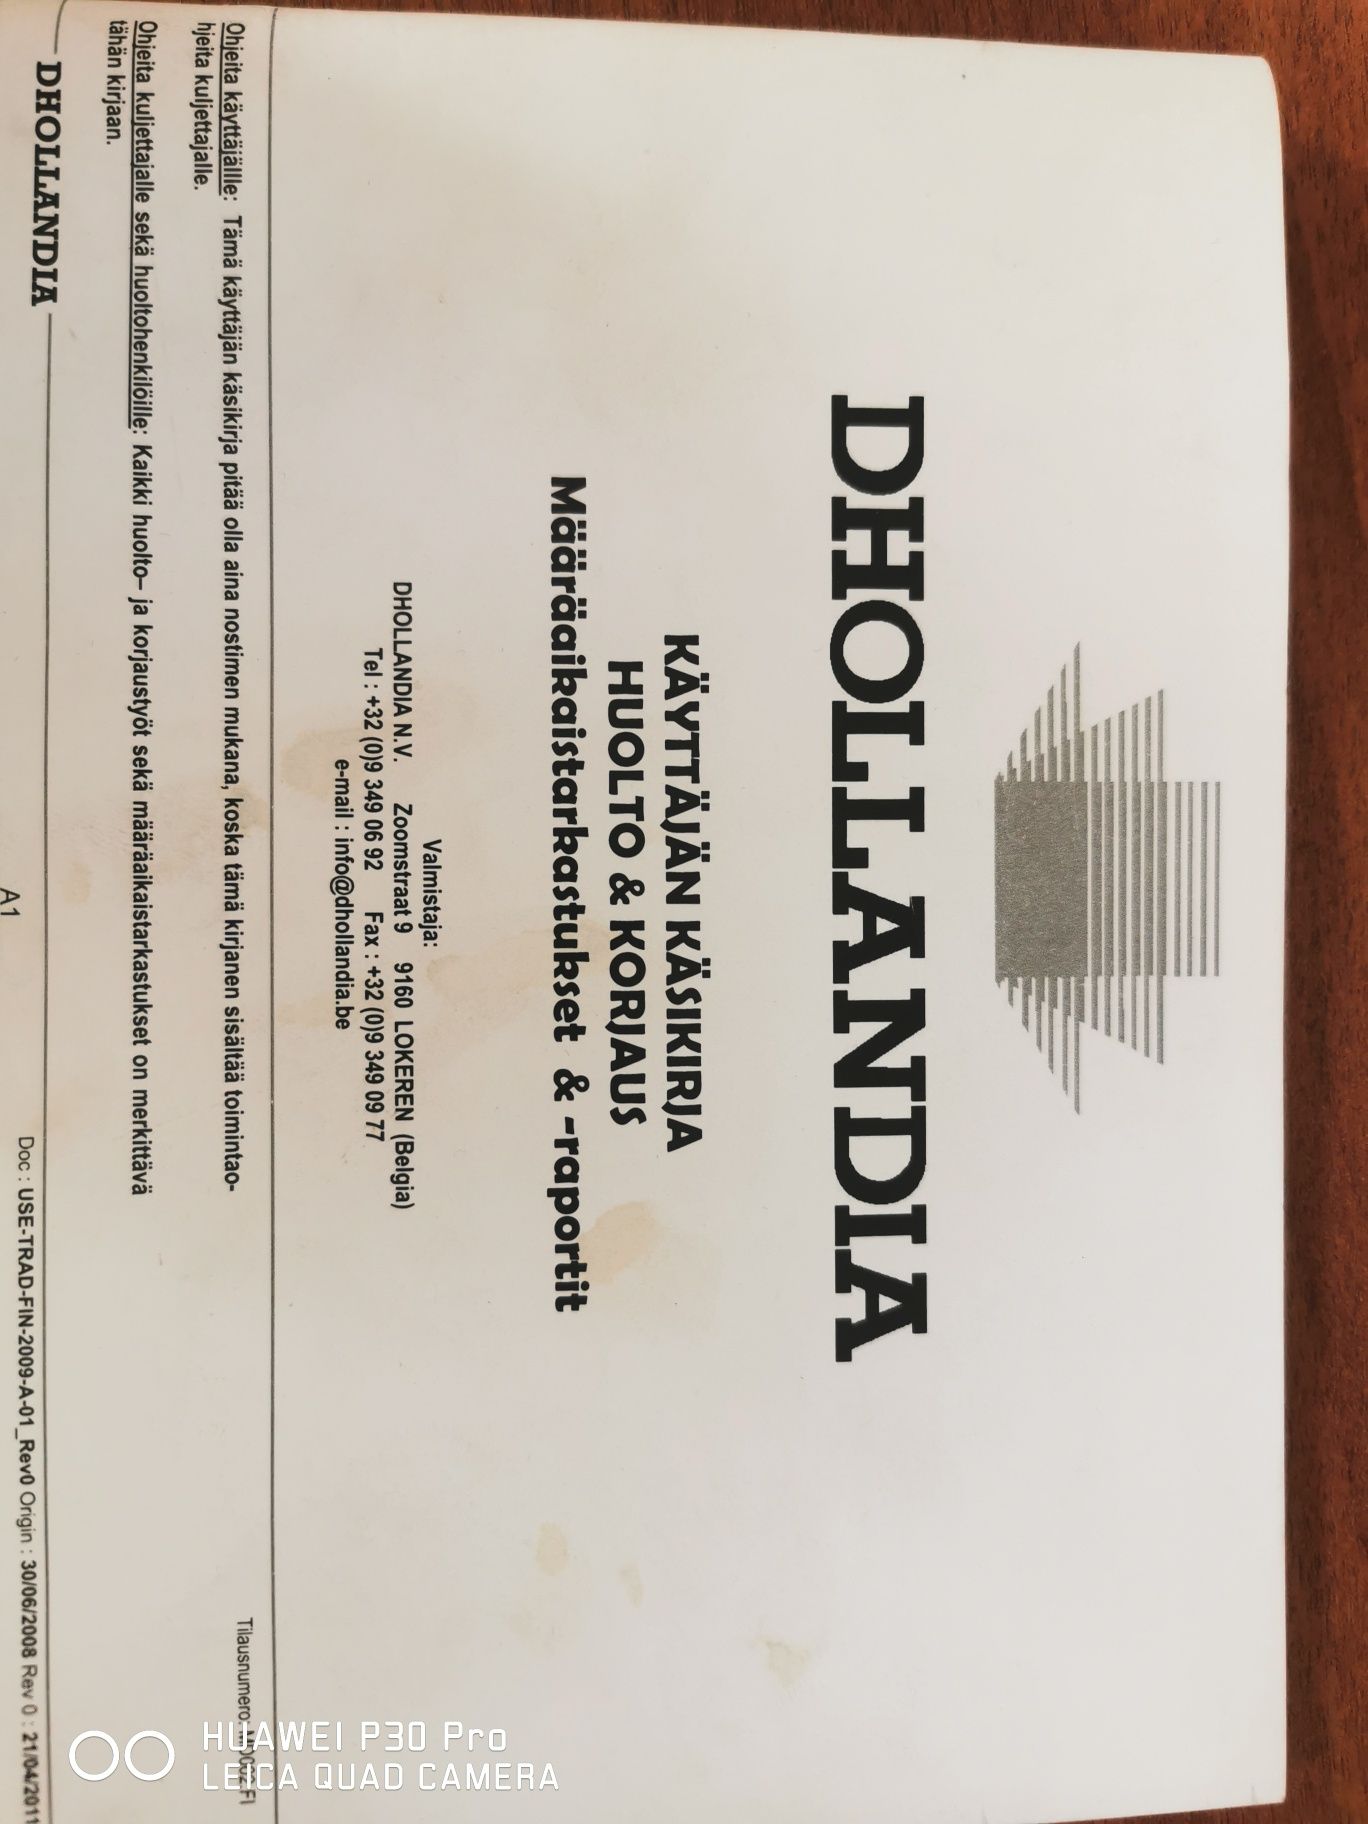 DHOLLANDIA
KÄYTTÄJÄN KÄSIKIRJA
HUOLTO & KORJAUS
Määräaikaistarkastukset & -raportit
Valmistaja:
DHOLLANDIA N.V. Zoomstraat 9 9160 LOKEREN (Belgia)
Tel : +32 (0)9 349 06 92 Fax : +32 (0)9 349 09 77
e-mail : info@dhollandia.be
Tilausnumero:
Ohjeita käyttäjälle: Tämä käyttäjän käsikirja pitää olla aina nostimen mukana, koska tämä kirjanen sisältää toimintao-
hjeita kuljettajalle.
Ohjeita kuljettajalle sekä huoltohenkilöille: Kaikki huolto– ja korjaustyöt sekä määräaikaistarkastukset on merkittävä
tähän kirjaan.
DHOLLANDIA
A1
Doc : USE-TRAD-FIN-2009-A-01_Rev0 Origin : 30/06/2008 Rev 0 : 21/04/2011
HUAWEI P30 Pro
LEICA QUAD CAMERA